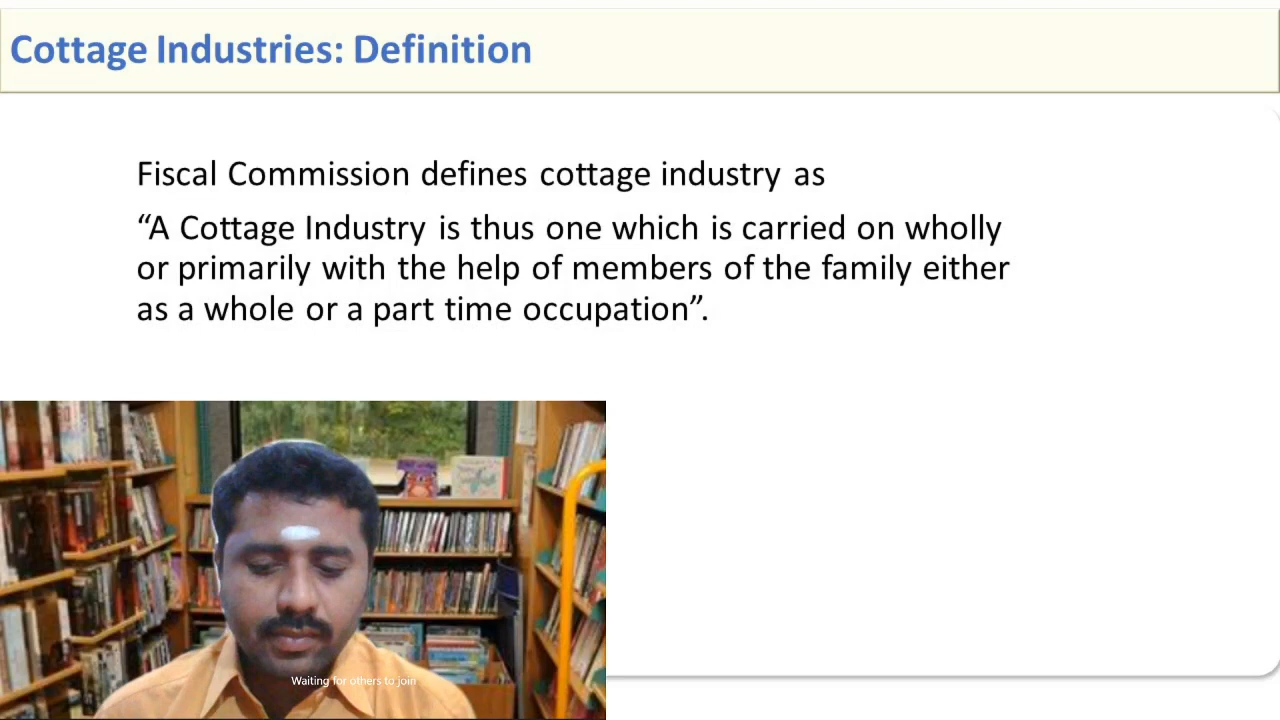 Cottage Industries: Definition
Fiscal Commission defines cottage industry as
“A Cottage Industry is thus one which is carried on wholly
or primarily with the help of members of the family either
as a whole or a part time occupation”.
Waiting for others to join